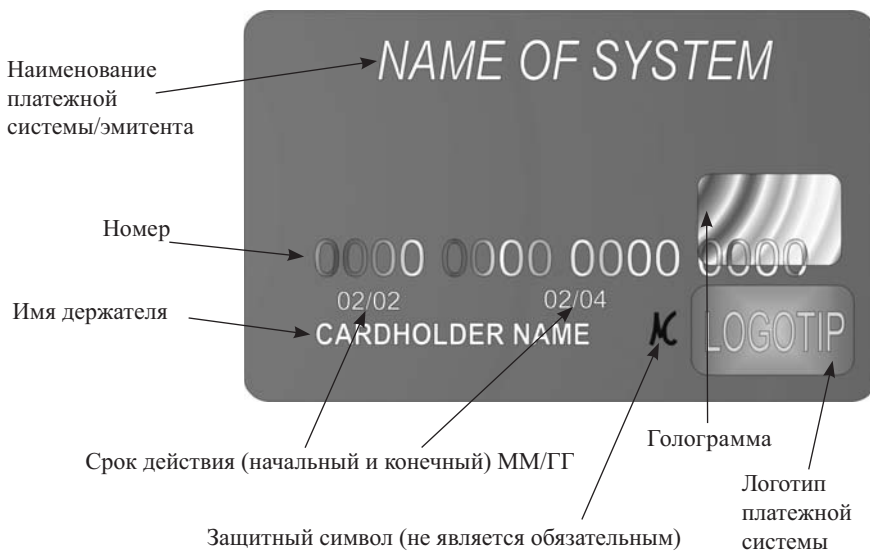 NAME OF SYSTEM
Наименование
платежной
системы/эмитента
Номер
0000 0000 0000 0000
02/02 02/04
Имя держателя
CARDHOLDER NAME
LOGOTIP
Голограмма
Срок действия (начальный и конечный) ММ/ГГ
Логотип
платежной
системы
Защитный символ (не является обязательным)